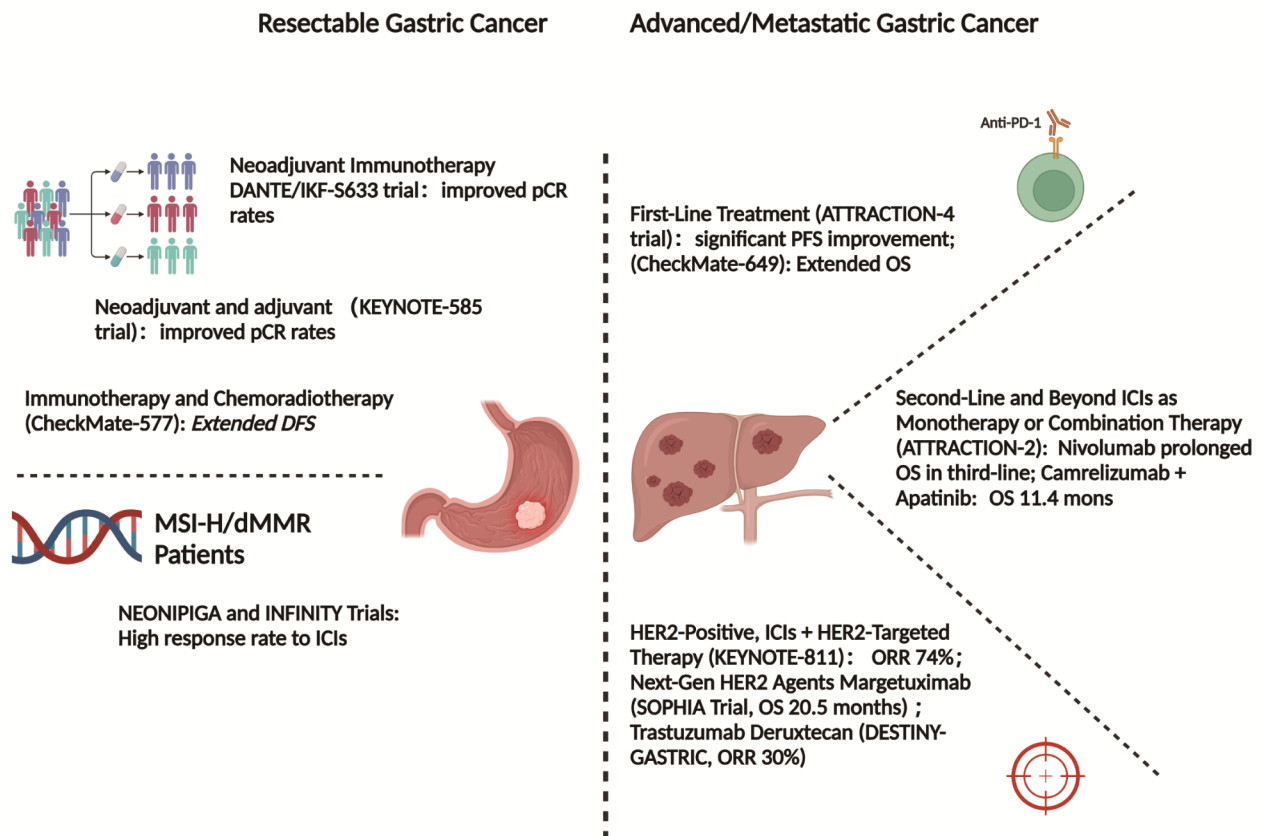 Resectable Gastric Cancer
Neoadjuvant Immunotherapy
DANTE/IKF-S633 trial：improved pCR
rates
Neoadjuvant and adjuvant （KEYNOTE-585
trial)：improved pCR rates
Immunotherapy and Chemoradiotherapy
(CheckMate-577): Extended DFS
MSI-H/dMMR
Patients
NEONIPIGA and INFINITY Trials:
High response rate to ICIs
Advanced/Metastatic Gastric Cancer
Anti-PD-1
First-Line Treatment (ATTRACTION-4
trial)：significant PFS improvement;
(CheckMate-649): Extended OS
Second-Line and Beyond ICIs as
Monotherapy or Combination Therapy
(ATTRACTION-2)：Nivolumab prolonged
OS in third-line; Camrelizumab +
Apatinib：OS 11.4 mons
HER2-Positive, ICIs + HER2-Targeted
Therapy (KEYNOTE-811)：ORR 74%；
Next-Gen HER2 Agents Margetuximab
(SOPHIA Trial, OS 20.5 months)；
Trastuzumab Deruxtecan (DESTINY-
GASTRIC, ORR 30%)